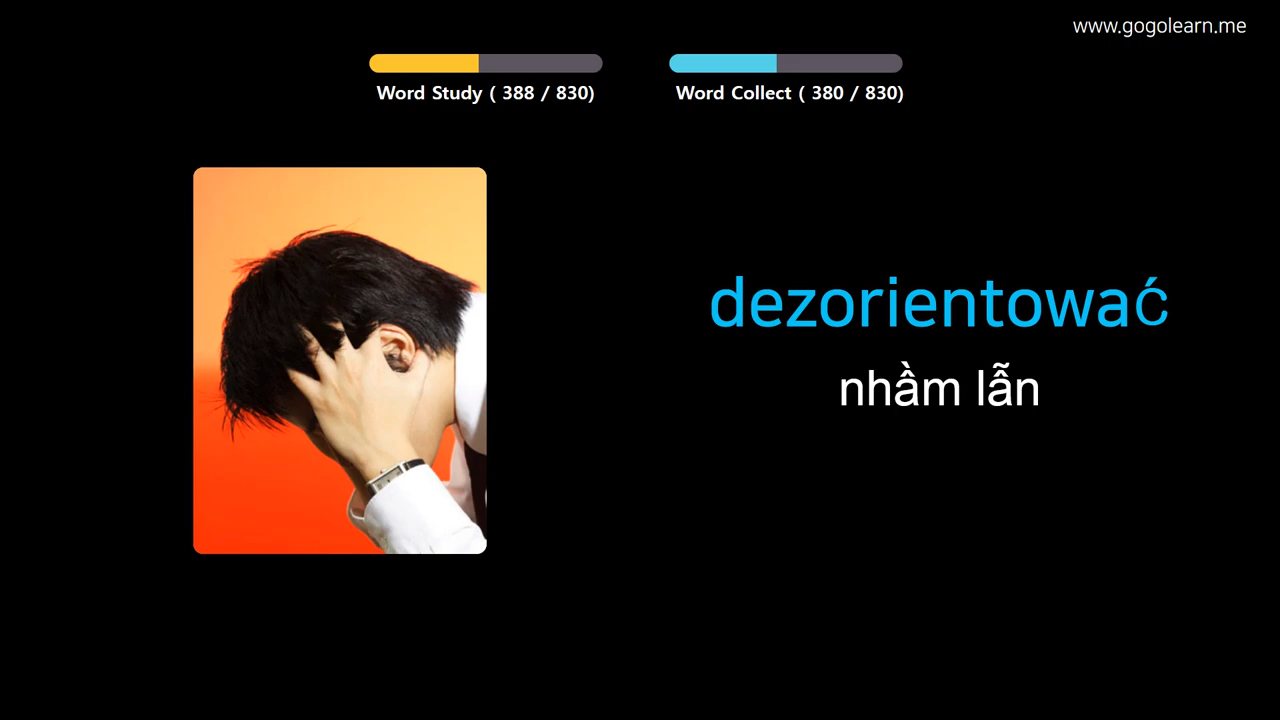 www.gogolearn.me
Word Study ( 388 / 830)
Word Collect ( 380 / 830)
dezorientować
nhầm lẫn